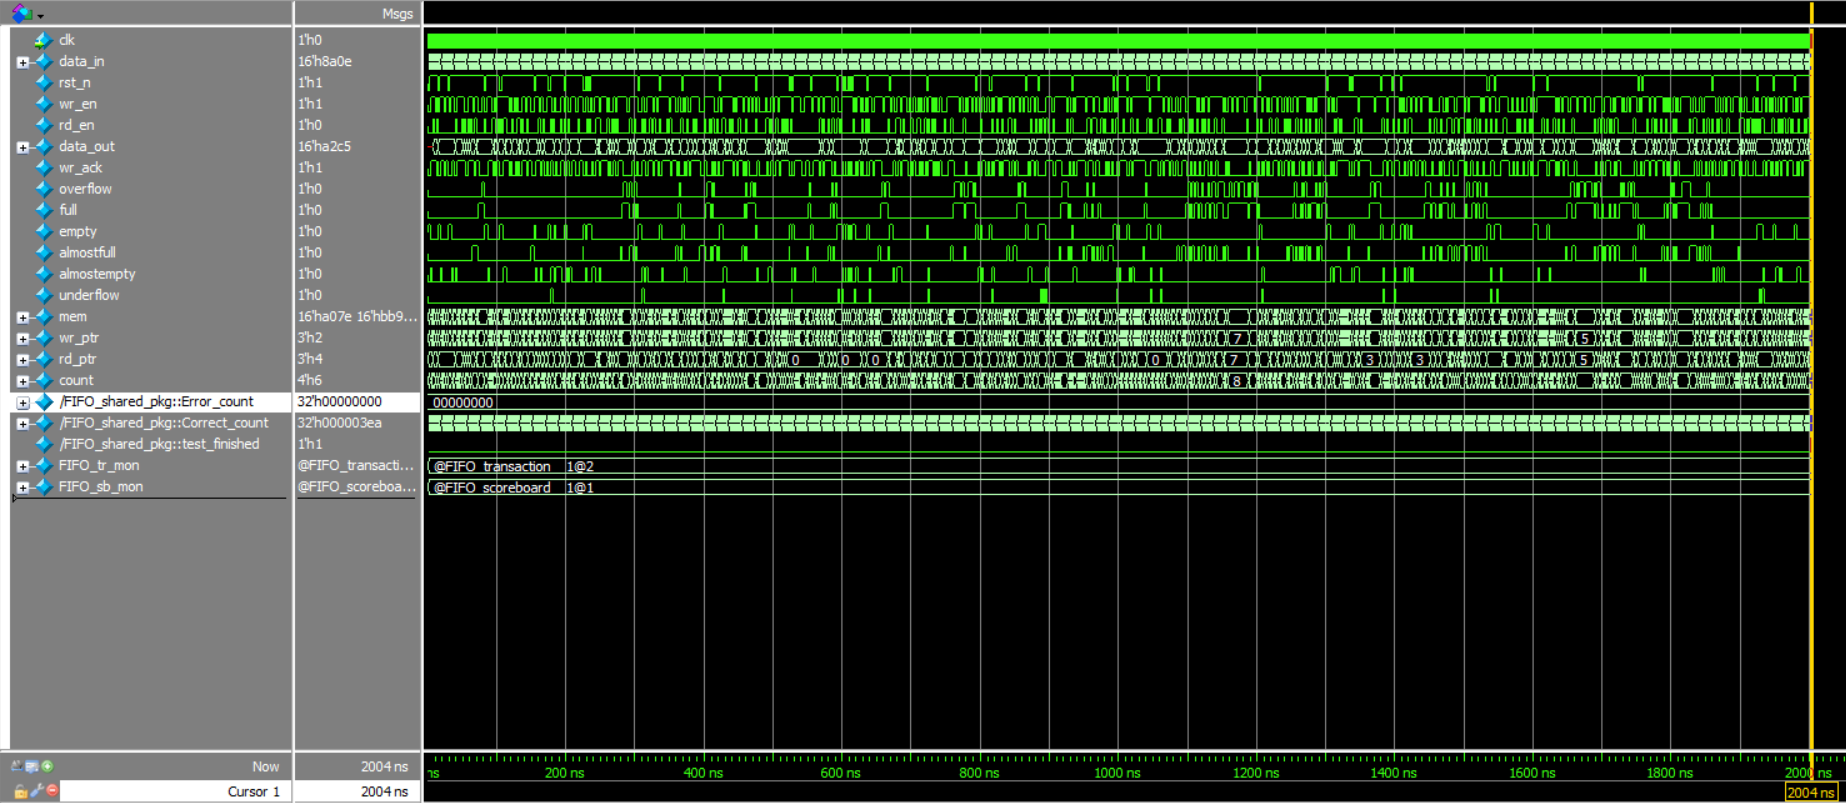 Msgs
clk 1'h0
data_in 16'h8a0e
rst_n 1'h1
wr_en 1'h1
rd_en 1'h0
data_out 16'ha2c5
wr_ack 1'h1
overflow 1'h0
full 1'h0
empty 1'h0
almostfull 1'h0
almostempty 1'h0
underflow 1'h0
mem 16'ha07e 16'hbb9...
wr_ptr 3'h2 7 5
rd_ptr 3'h4 0 0 0 0 7 3 3 5
count 4'h6 8
/FIFO_shared_pkg::Error_count 32'h00000000 00000000
/FIFO_shared_pkg::Correct_count 32'h000003ea
/FIFO_shared_pkg::test_finished 1'h1
FIFO_tr_mon @FIFO_transacti... @FIFO_transaction 1@2
FIFO_sb_mon @FIFO_scoreboa... @FIFO_scoreboard 1@1
Now 2004 ns ns 200 ns 400 ns 600 ns 800 ns 1000 ns 1200 ns 1400 ns 1600 ns 1800 ns 2000 ns
Cursor 1 2004 ns 2004 ns